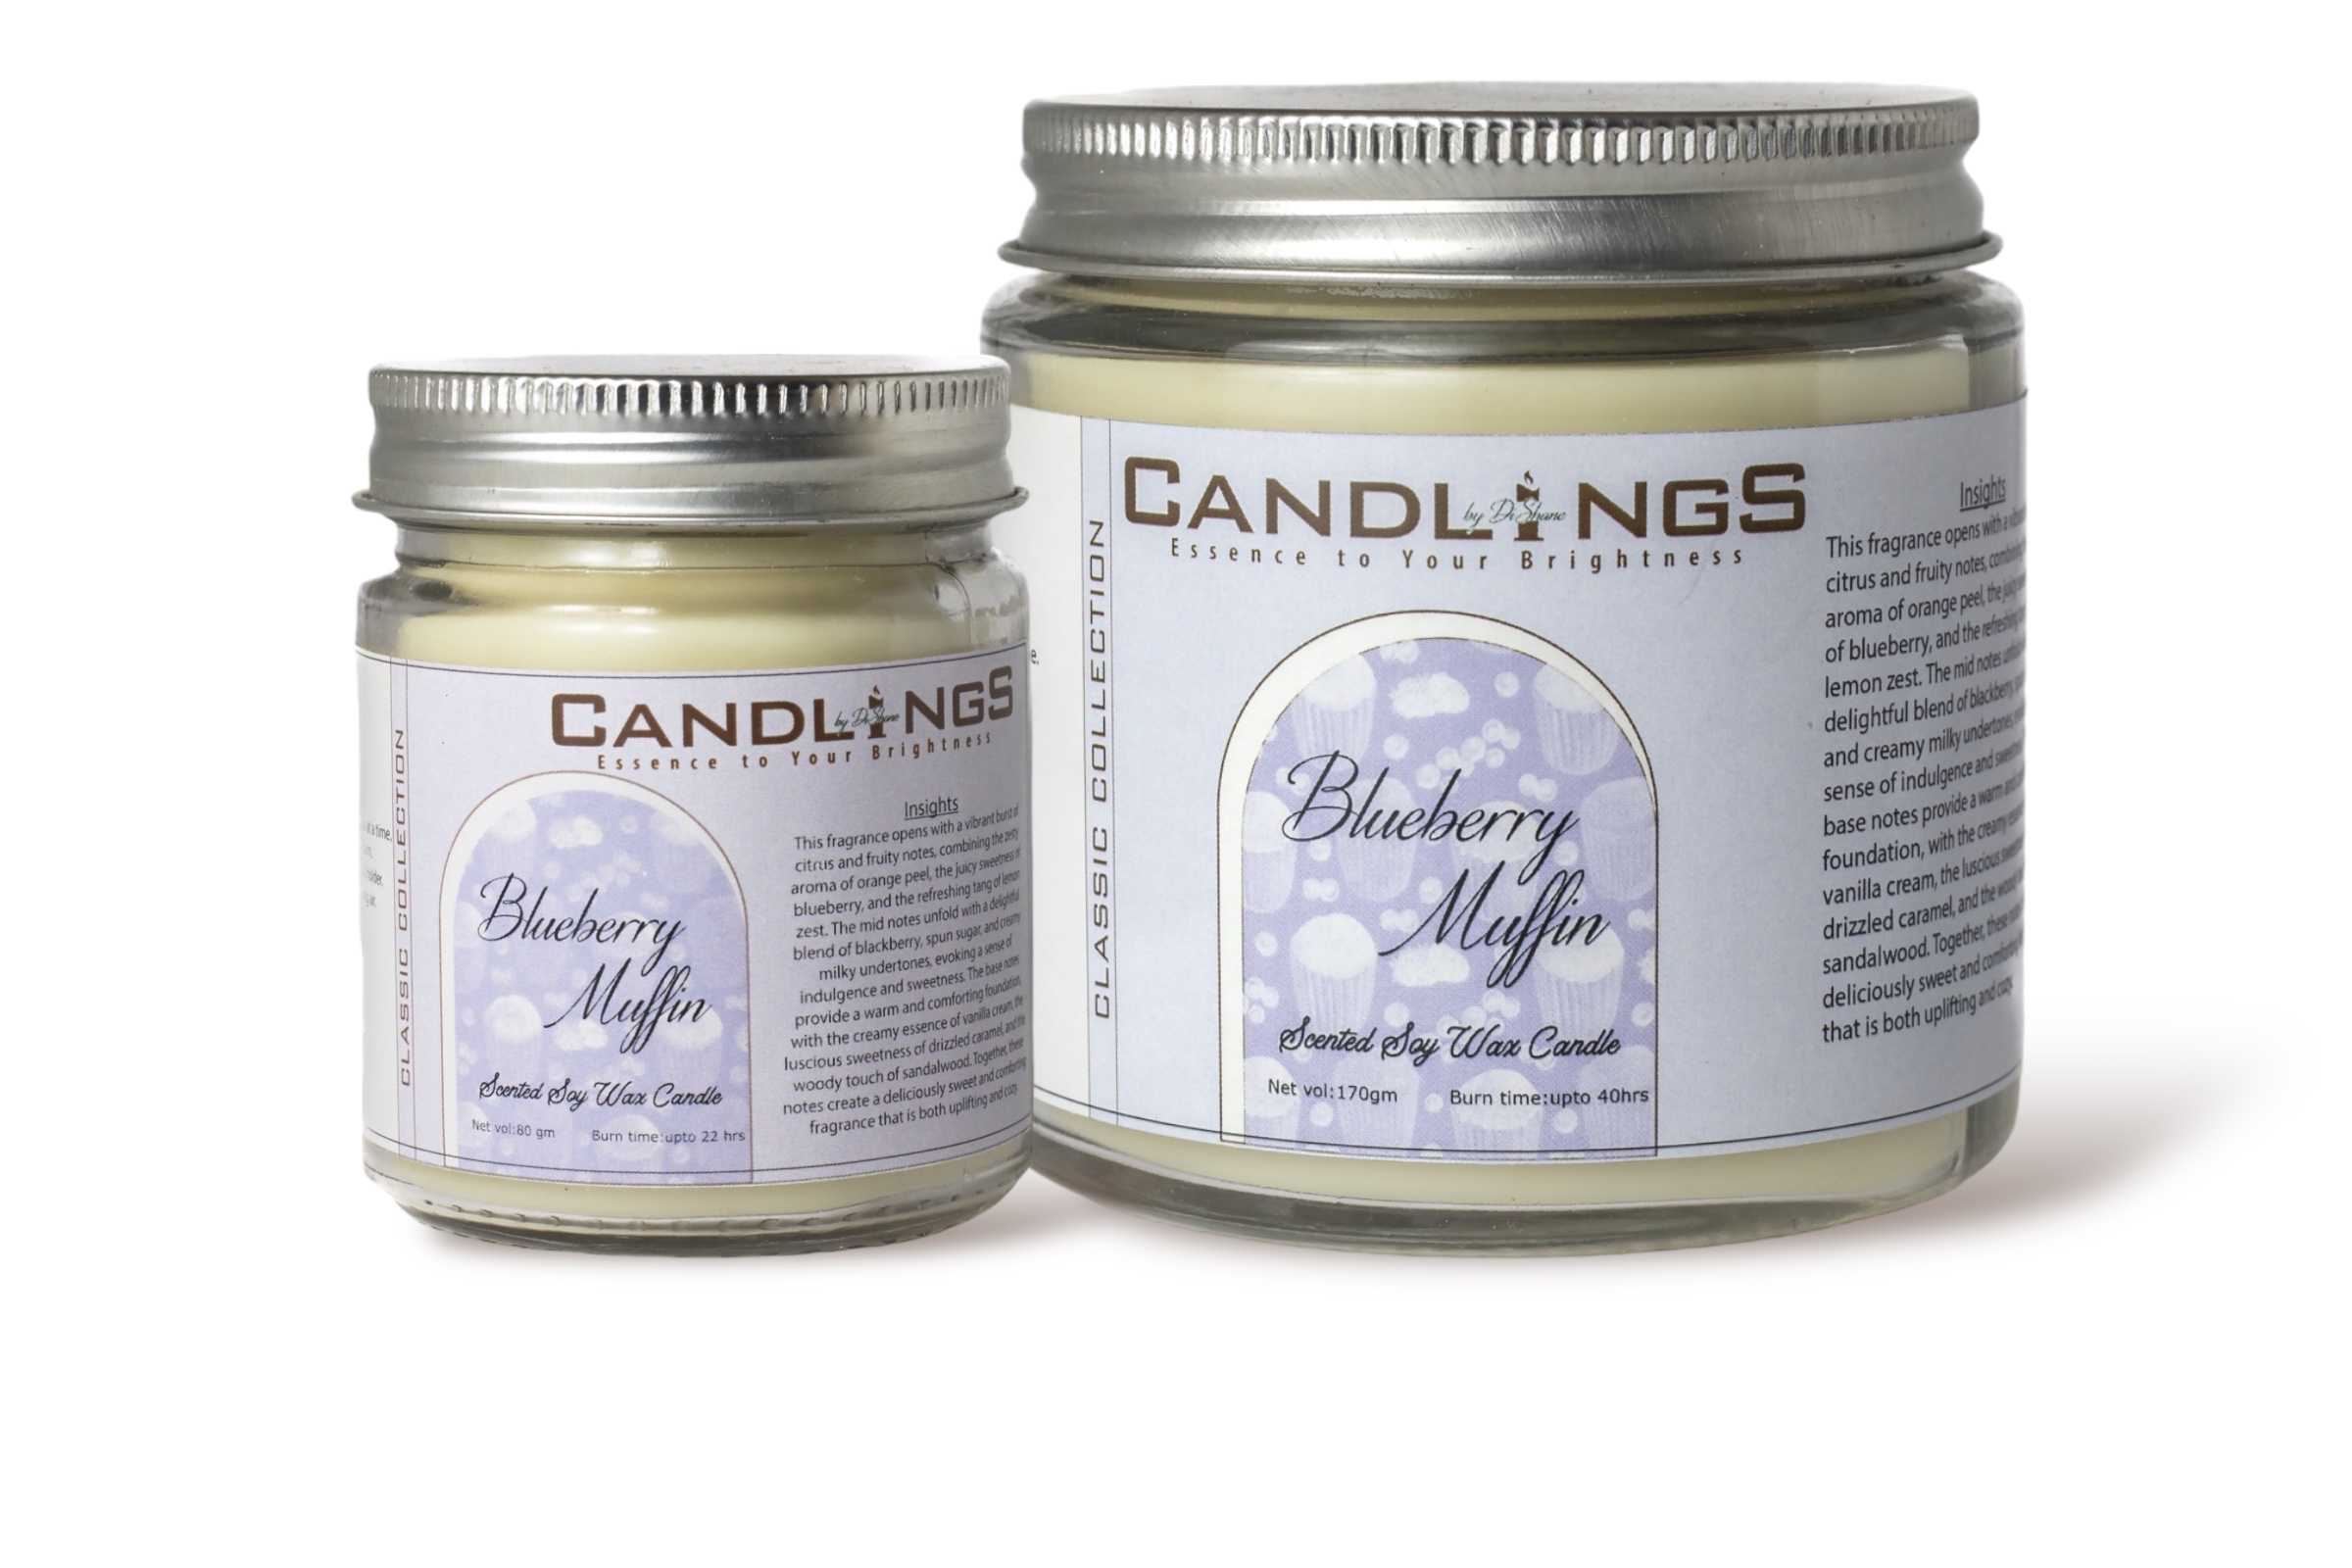 CANDLINGS
by DiShane
Essence to Your Brightness
CLASSIC COLLECTION
Blueberry
Muffin
Scented Soy Wax Candle
Net vol:80 gm Burn time:upto 22 hrs
Insights
This fragrance opens with a vibrant burst of
citrus and fruity notes, combining the zesty
aroma of orange peel, the juicy sweetness of
blueberry, and the refreshing tang of lemon
zest. The mid notes unfold with a delightful
blend of blackberry, spun sugar, and creamy
milky undertones, evoking a sense of
indulgence and sweetness. The base notes
provide a warm and comforting foundation,
with the creamy essence of vanilla cream, the
luscious sweetness of drizzled caramel, and the
woody touch of sandalwood. Together, these
notes create a deliciously sweet and comforting
fragrance that is both uplifting and cozy.
at a time.
CANDLINGS
by DiShane
Essence to Your Brightness
CLASSIC COLLECTION
Blueberry
Muffin
Scented Soy Wax Candle
Net vol:170gm Burn time:upto 40hrs
Insights
This fragrance opens with a
citrus and fruity notes,
aroma of orange peel, the juicy
of blueberry, and the refreshing
lemon zest. The mid notes
delightful blend of blackberry,
and creamy milky undertones,
sense of indulgence and
base notes provide a warm and
foundation, with the creamy
vanilla cream, the luscious
drizzled caramel, and the
sandalwood. Together, these
deliciously sweet and
that is both uplifting and cozy.